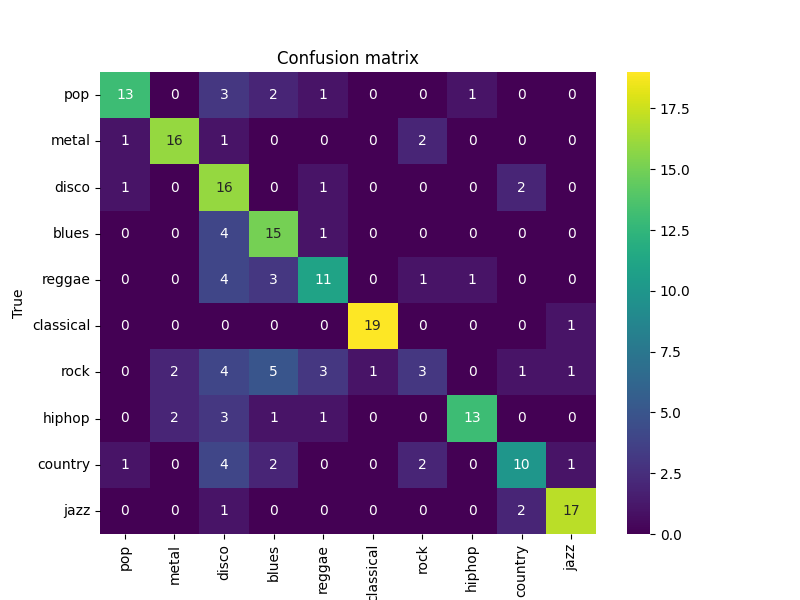 Confusion matrix
True
pop 13 0 3 2 1 0 0 1 0 0
metal 1 16 1 0 0 0 2 0 0 0
disco 1 0 16 0 1 0 0 0 2 0
blues 0 0 4 15 1 0 0 0 0 0
reggae 0 0 4 3 11 0 1 1 0 0
classical 0 0 0 0 0 19 0 0 0 1
rock 0 2 4 5 3 1 3 0 1 1
hiphop 0 2 3 1 1 0 0 13 0 0
country 1 0 4 2 0 0 2 0 10 1
jazz 0 0 1 0 0 0 0 0 2 17
pop metal disco blues reggae classical rock hiphop country jazz
17.5
15.0
12.5
10.0
7.5
5.0
2.5
0.0